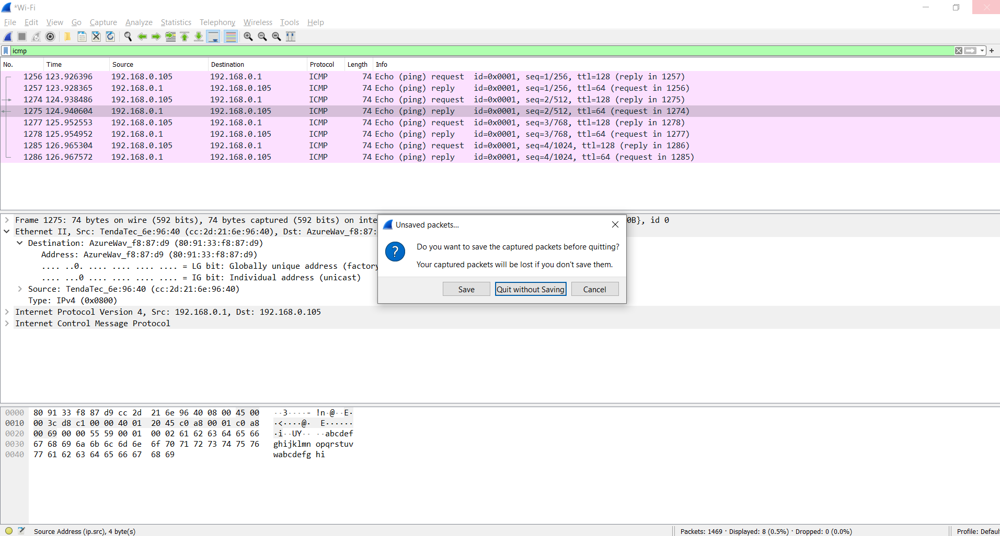 *Wi-Fi
File Edit View Go Capture Analyze Statistics Telephony Wireless Tools Help
icmp
No. Time Source Destination Protocol Length Info
1256 123.926396 192.168.0.105 192.168.0.1 ICMP 74 Echo (ping) request id=0x0001, seq=1/256, ttl=128 (reply in 1257)
1257 123.928365 192.168.0.1 192.168.0.105 ICMP 74 Echo (ping) reply id=0x0001, seq=1/256, ttl=64 (request in 1256)
1274 124.938486 192.168.0.105 192.168.0.1 ICMP 74 Echo (ping) request id=0x0001, seq=2/512, ttl=128 (reply in 1275)
1275 124.940604 192.168.0.1 192.168.0.105 ICMP 74 Echo (ping) reply id=0x0001, seq=2/512, ttl=64 (request in 1274)
1277 125.952553 192.168.0.105 192.168.0.1 ICMP 74 Echo (ping) request id=0x0001, seq=3/768, ttl=128 (reply in 1278)
1278 125.954952 192.168.0.1 192.168.0.105 ICMP 74 Echo (ping) reply id=0x0001, seq=3/768, ttl=64 (request in 1277)
1285 126.965304 192.168.0.105 192.168.0.1 ICMP 74 Echo (ping) request id=0x0001, seq=4/1024, ttl=128 (reply in 1286)
1286 126.967572 192.168.0.1 192.168.0.105 ICMP 74 Echo (ping) reply id=0x0001, seq=4/1024, ttl=64 (request in 1285)
Frame 1275: 74 bytes on wire (592 bits), 74 bytes captured (592 bits) on inte 0B}, id 0
Ethernet II, Src: TendaTec_6e:96:40 (cc:2d:21:6e:96:40), Dst: AzureWav_f8:87:
Destination: AzureWav_f8:87:d9 (80:91:33:f8:87:d9)
Address: AzureWav_f8:87:d9 (80:91:33:f8:87:d9)
.... ..0. .... .... .... .... = LG bit: Globally unique address (factory
.... ...0 .... .... .... .... = IG bit: Individual address (unicast)
Source: TendaTec_6e:96:40 (cc:2d:21:6e:96:40)
Type: IPv4 (0x0800)
Internet Protocol Version 4, Src: 192.168.0.1, Dst: 192.168.0.105
Internet Control Message Protocol
Unsaved packets...
Do you want to save the captured packets before quitting?
Your captured packets will be lost if you don't save them.
Save Quit without Saving Cancel
0000 80 91 33 f8 87 d9 cc 2d 21 6e 96 40 08 00 45 00 ··3····- !n·@··E·
0010 00 3c d8 c1 00 00 40 01 20 45 c0 a8 00 01 c0 a8 ·<····@· E······
0020 00 69 00 00 55 59 00 01 00 02 61 62 63 64 65 66 ·i··UY·· ··abcdef
0030 67 68 69 6a 6b 6c 6d 6e 6f 70 71 72 73 74 75 76 ghijklmn opqrstuv
0040 77 61 62 63 64 65 66 67 68 69 wabcdefg hi
Source Address (ip.src), 4 byte(s) Packets: 1469 · Displayed: 8 (0.5%) · Dropped: 0 (0.0%) Profile: Defaul